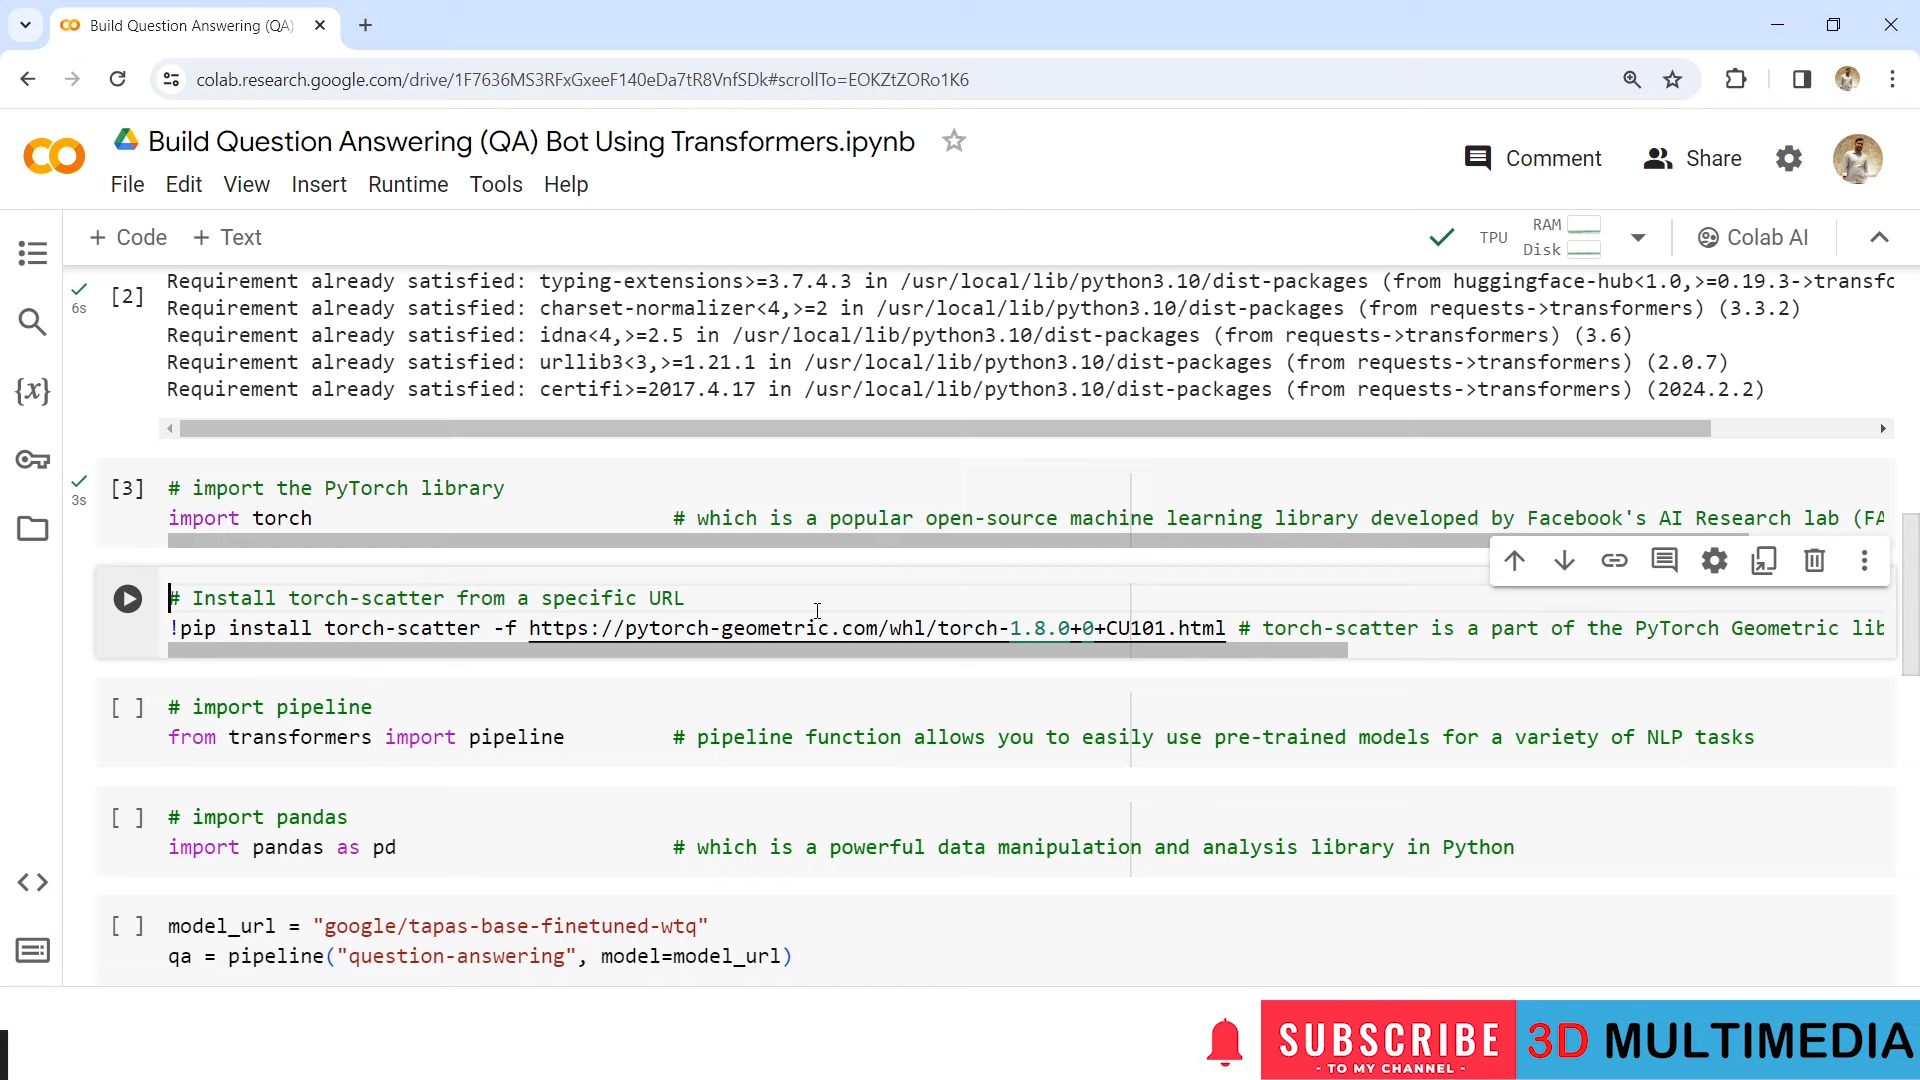 Build Question Answering (QA)
colab.research.google.com/drive/1F7636MS3RFxGxeeF140eDa7tR8VnfSDk#scrollTo=EOKZtZORo1K6
CO
Build Question Answering (QA) Bot Using Transformers.ipynb
Comment
Share
File Edit View Insert Runtime Tools Help
+ Code + Text
TPU
RAM
Disk
Colab AI
6s
[2]
Requirement already satisfied: typing-extensions>=3.7.4.3 in /usr/local/lib/python3.10/dist-packages (from huggingface-hub<1.0,>=0.19.3->transfc
Requirement already satisfied: charset-normalizer<4,>=2 in /usr/local/lib/python3.10/dist-packages (from requests->transformers) (3.3.2)
Requirement already satisfied: idna<4,>=2.5 in /usr/local/lib/python3.10/dist-packages (from requests->transformers) (3.6)
Requirement already satisfied: urllib3<3,>=1.21.1 in /usr/local/lib/python3.10/dist-packages (from requests->transformers) (2.0.7)
Requirement already satisfied: certifi>=2017.4.17 in /usr/local/lib/python3.10/dist-packages (from requests->transformers) (2024.2.2)
3s
[3] # import the PyTorch library
import torch # which is a popular open-source machine learning library developed by Facebook's AI Research lab (FA
# Install torch-scatter from a specific URL
!pip install torch-scatter -f https://pytorch-geometric.com/whl/torch-1.8.0+0+CU101.html # torch-scatter is a part of the PyTorch Geometric lib
[ ] # import pipeline
from transformers import pipeline # pipeline function allows you to easily use pre-trained models for a variety of NLP tasks
[ ] # import pandas
import pandas as pd # which is a powerful data manipulation and analysis library in Python
[ ] model_url = "google/tapas-base-finetuned-wtq"
qa = pipeline("question-answering", model=model_url)
{x}
SUBSCRIBE
- TO MY CHANNEL -
3D MULTIMEDIA